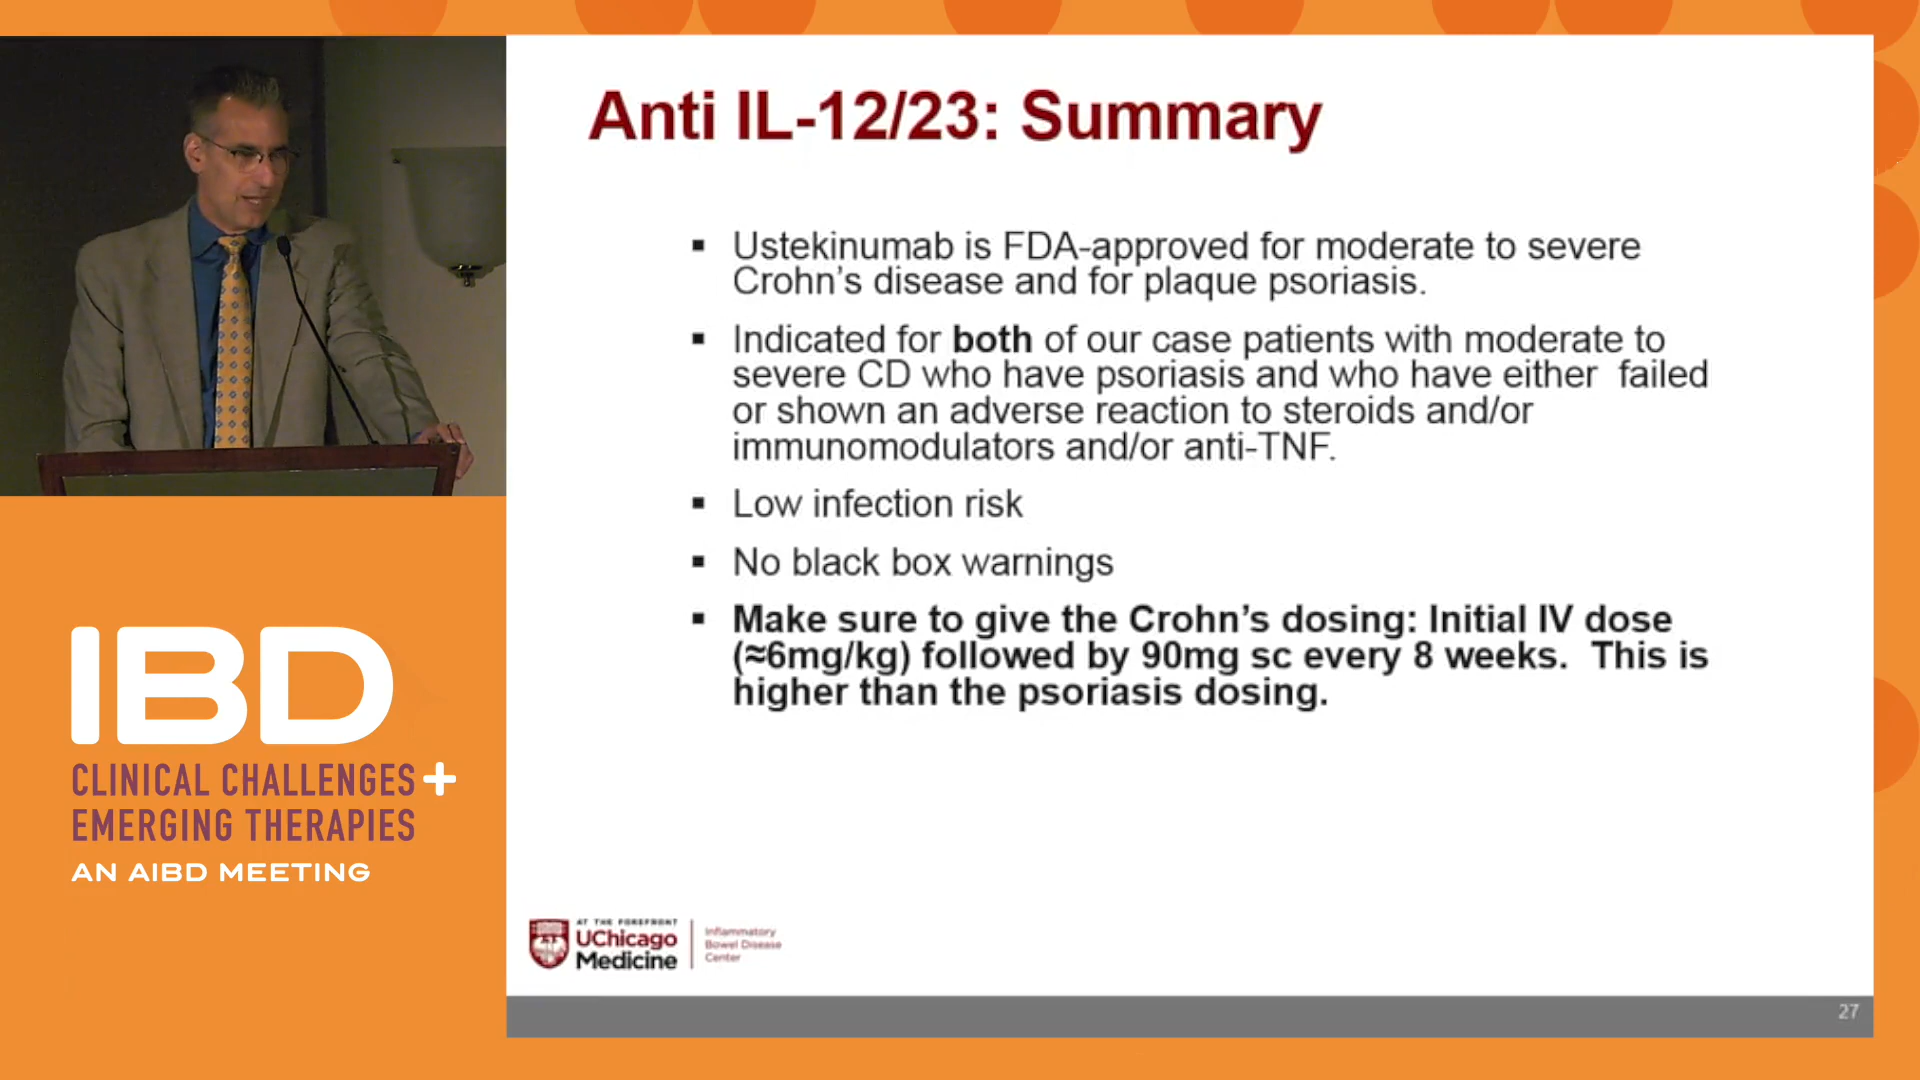 Anti IL-12/23: Summary
▪ Ustekinumab is FDA-approved for moderate to severe
Crohn's disease and for plaque psoriasis.
▪ Indicated for both of our case patients with moderate to
severe CD who have psoriasis and who have either failed
or shown an adverse reaction to steroids and/or
immunomodulators and/or anti-TNF.
▪ Low infection risk
▪ No black box warnings
▪ Make sure to give the Crohn's dosing: Initial IV dose
(≈6mg/kg) followed by 90mg sc every 8 weeks. This is
higher than the psoriasis dosing.
IBD
CLINICAL CHALLENGES +
EMERGING THERAPIES
AN AIBD MEETING
AT THE FOREFRONT
UChicago
Medicine
Inflammatory
Bowel Disease
Center
27